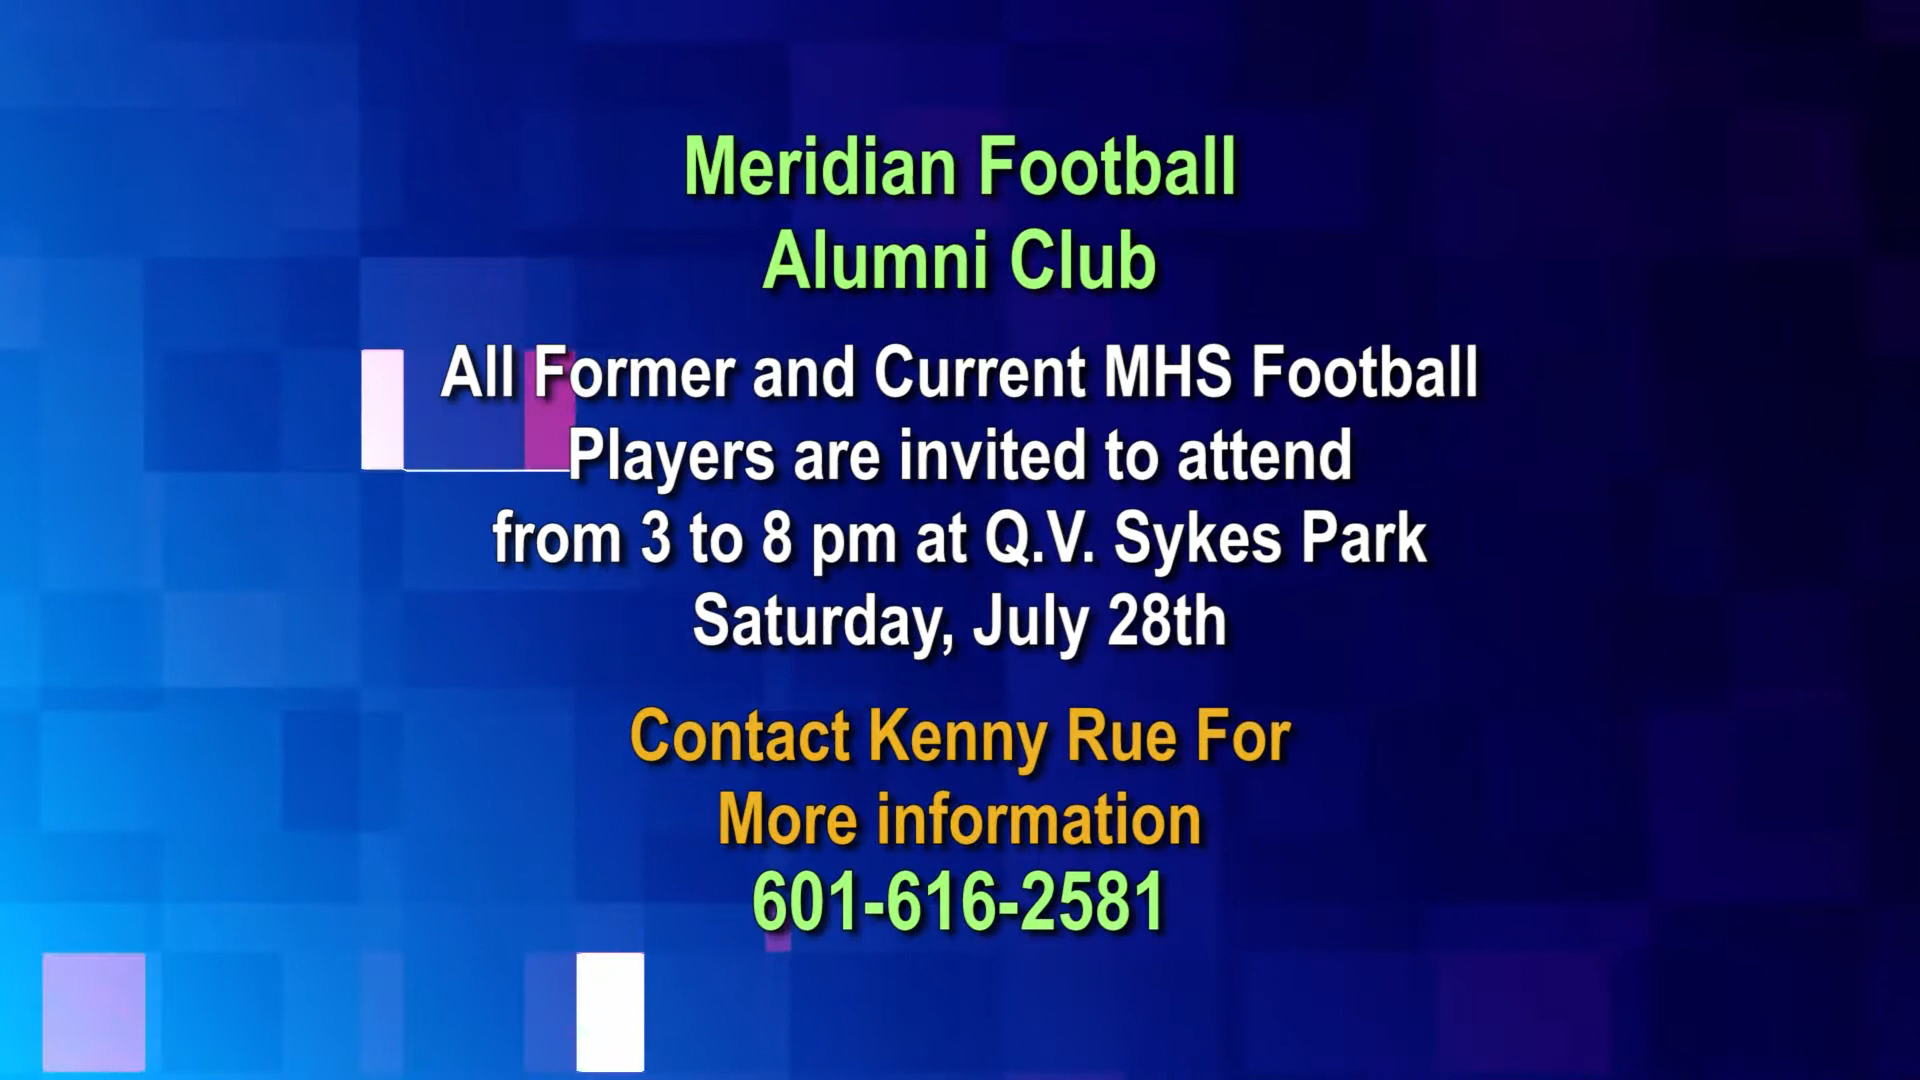 Meridian Football
Alumni Club
All Former and Current MHS Football
Players are invited to attend
from 3 to 8 pm at Q.V. Sykes Park
Saturday, July 28th
Contact Kenny Rue For
More information
601-616-2581